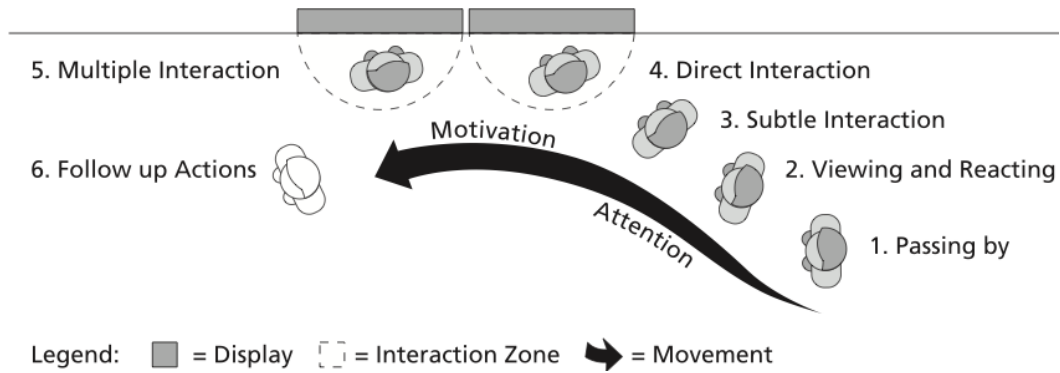 5. Multiple Interaction
4. Direct Interaction
Motivation
3. Subtle Interaction
6. Follow up Actions
2. Viewing and Reacting
Attention
1. Passing by
Legend: = Display = Interaction Zone = Movement